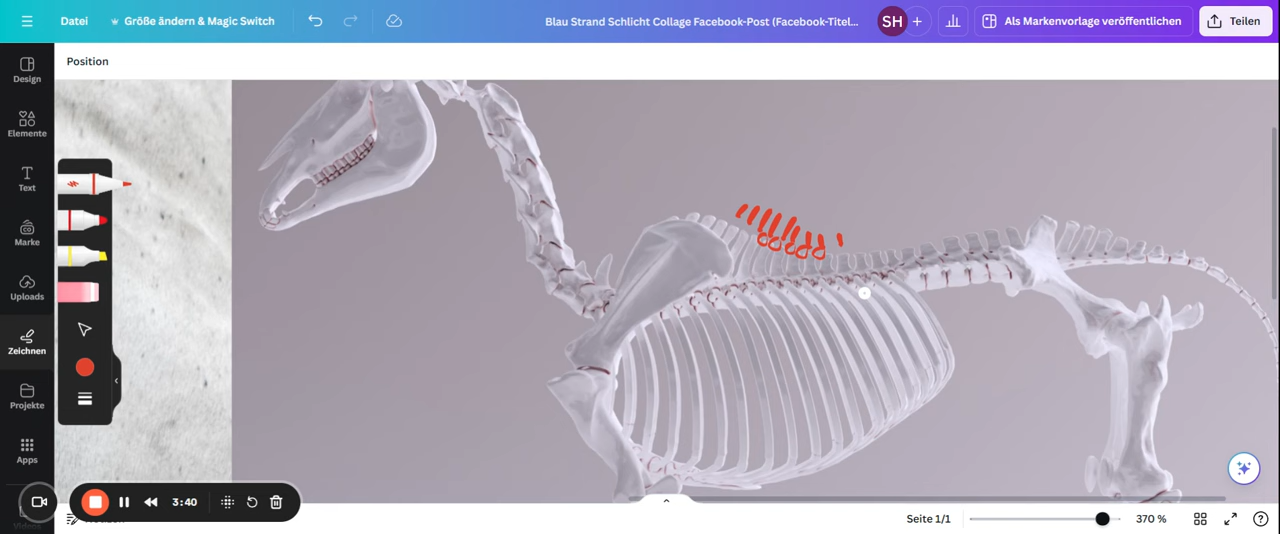 Datei
Größe ändern & Magic Switch
Blau Strand Schlicht Collage Facebook-Post (Facebook-Titel...
SH
Als Markenvorlage veröffentlichen
Teilen
Position
Design
Elemente
Text
Marke
Uploads
Zeichnen
Projekte
Apps
Videos
3:40
Seite 1/1
370 %